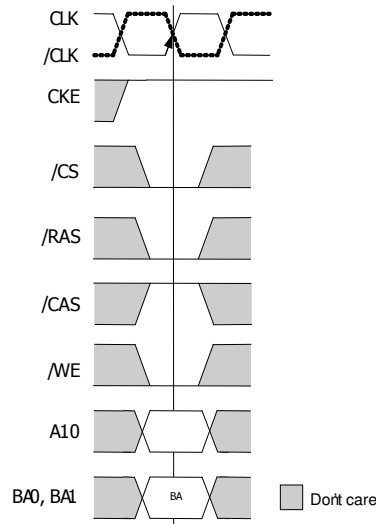 CLK
/CLK
CKE
/CS
/RAS
/CAS
/WE
A10
BA0, BA1
BA
Don't care